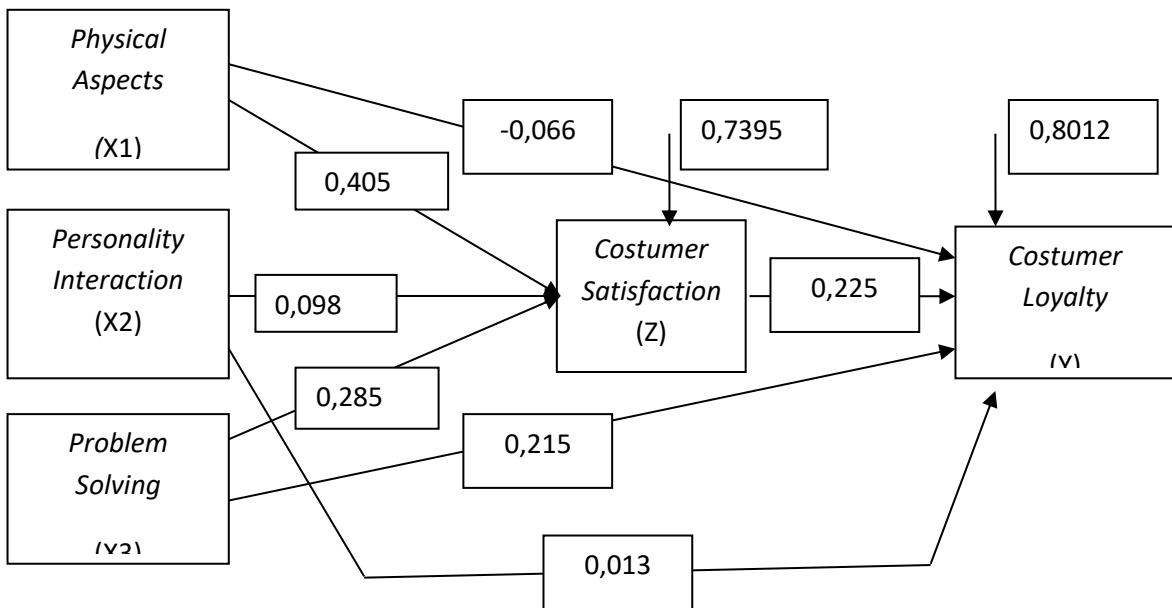 Physical
Aspects
(X1)
-0,066
0,7395
0,8012
0,405
Personality
Interaction
(X2)
0,098
Costumer
Satisfaction
(Z)
0,225
Costumer
Loyalty
(Y)
0,285
Problem
Solving
(X3)
0,215
0,013